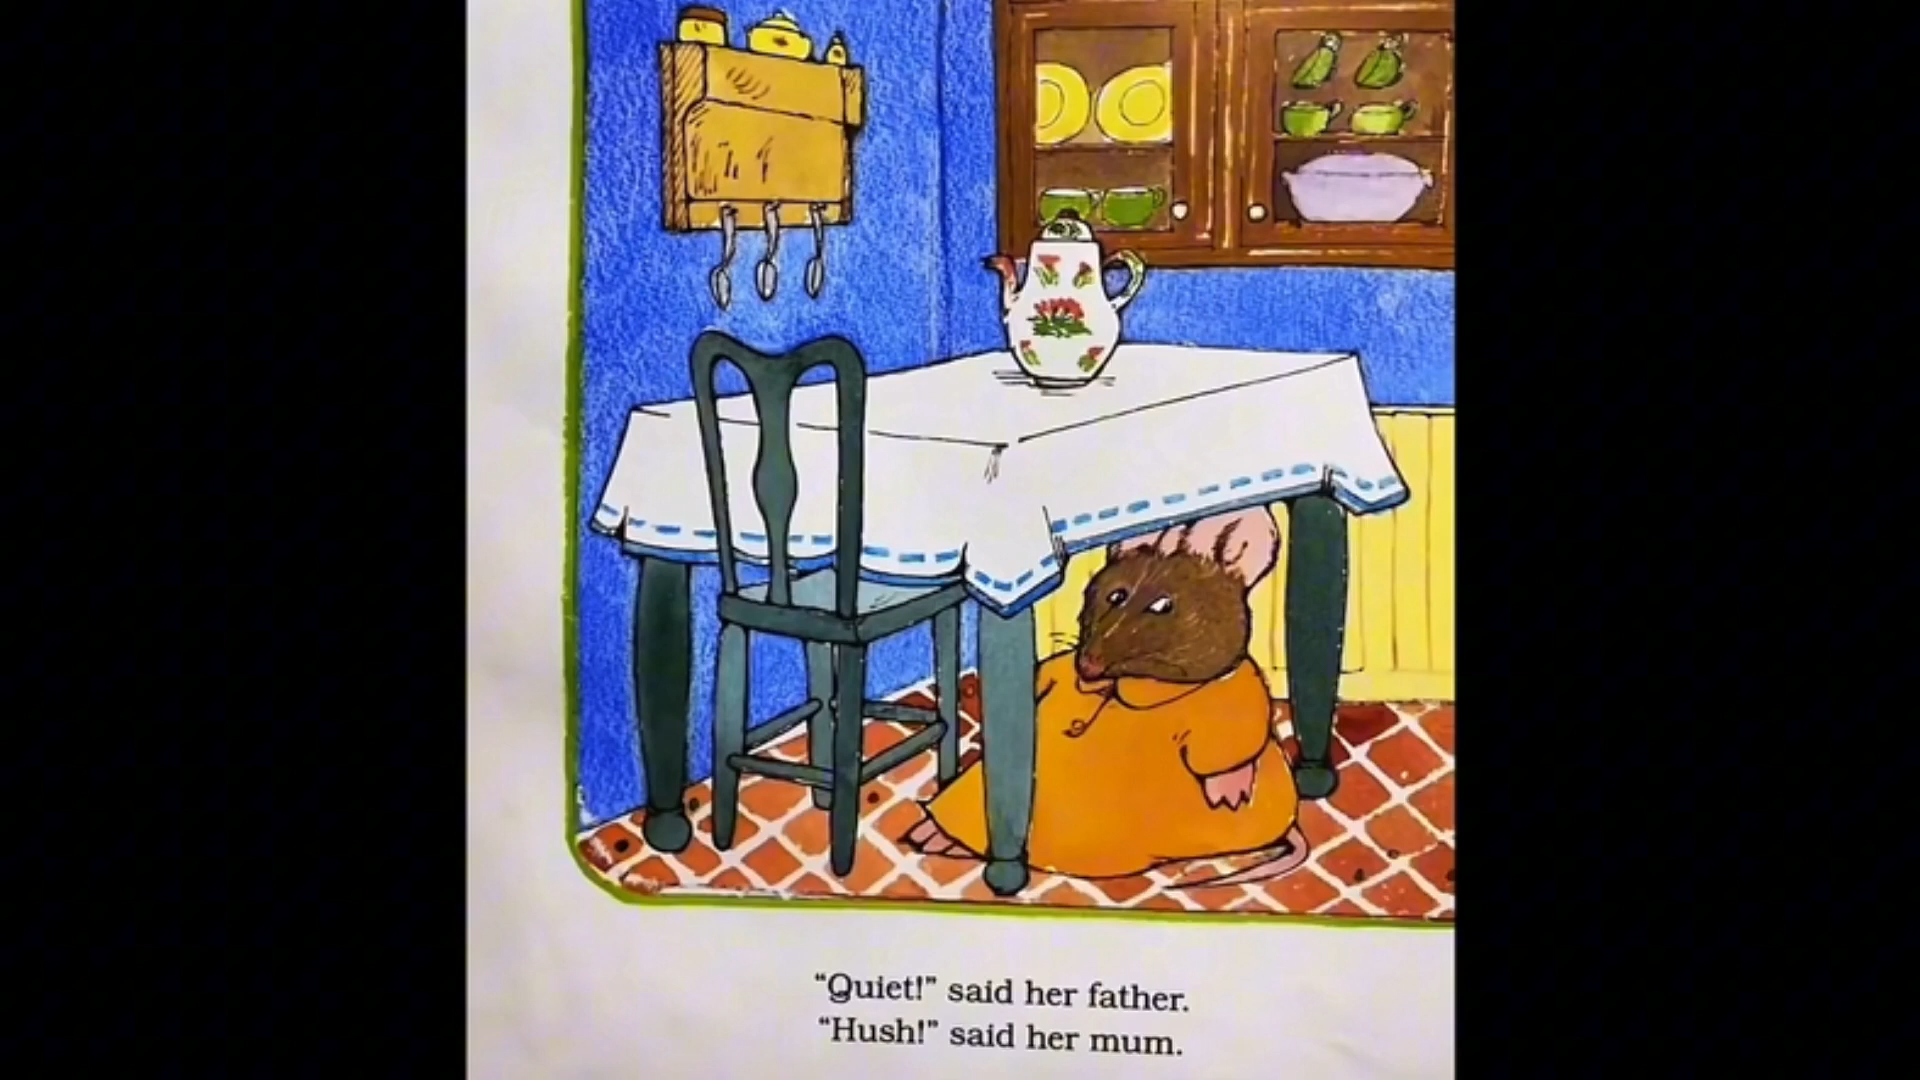 “Quiet!” said her father.
“Hush!” said her mum.